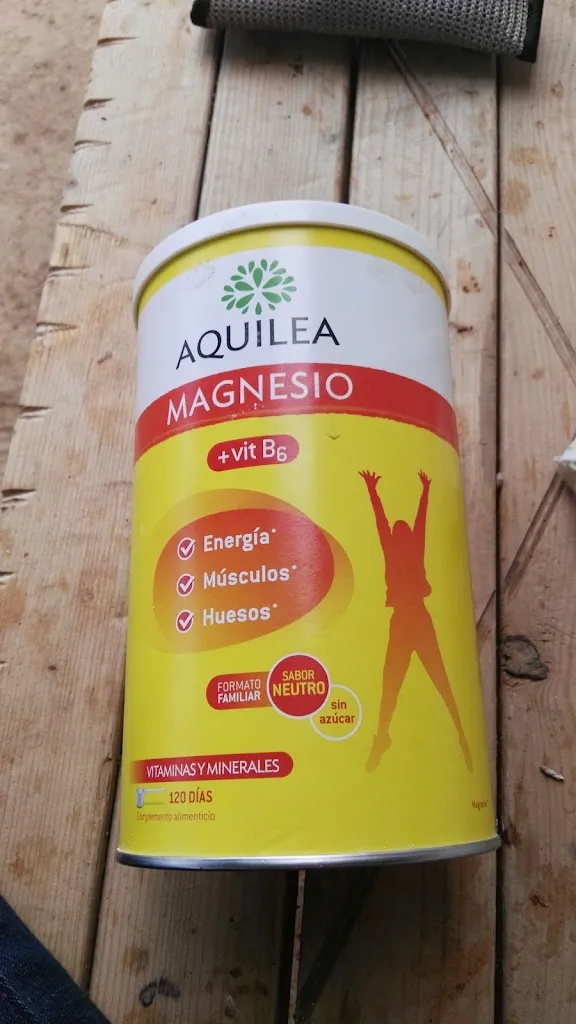 AQUILEA
MAGNESIO
+vit B6
Energía*
Músculos*
Huesos*
FORMATO
FAMILIAR
SABOR
NEUTRO
sin
azúcar
VITAMINAS Y MINERALES
120 DÍAS
Complemento alimenticio